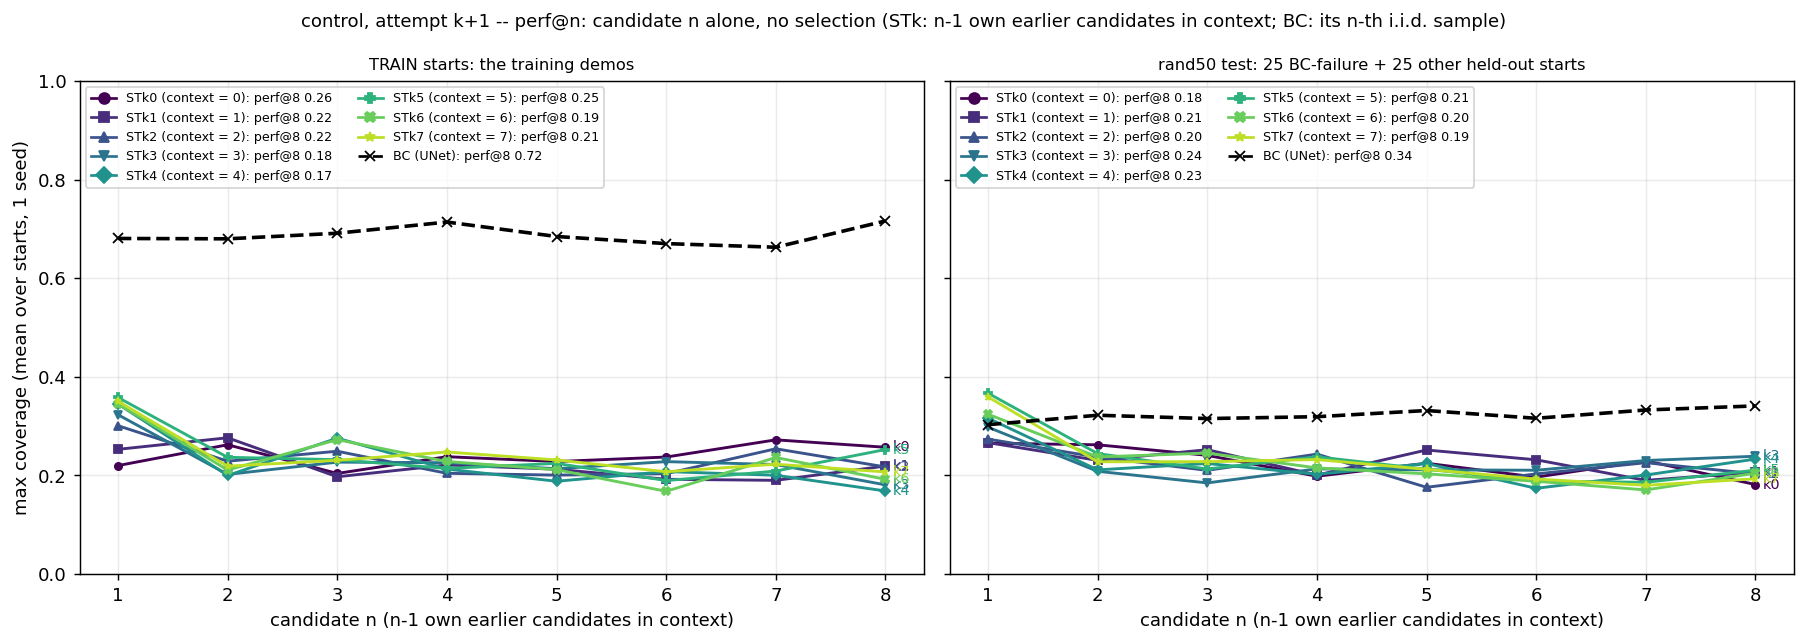 control, attempt k+1 -- perf@n: candidate n alone, no selection (STk: n-1 own earlier candidates in context; BC: its n-th i.i.d. sample)
TRAIN starts: the training demos
STk0 (context = 0): perf@8 0.26
STk1 (context = 1): perf@8 0.22
STk2 (context = 2): perf@8 0.22
STk3 (context = 3): perf@8 0.18
STk4 (context = 4): perf@8 0.17
STk5 (context = 5): perf@8 0.25
STk6 (context = 6): perf@8 0.19
STk7 (context = 7): perf@8 0.21
BC (UNet): perf@8 0.72
max coverage (mean over starts, 1 seed)
1.0
0.8
0.6
0.4
0.2
0.0
k0
k4
1 2 3 4 5 6 7 8
candidate n (n-1 own earlier candidates in context)
rand50 test: 25 BC-failure + 25 other held-out starts
STk0 (context = 0): perf@8 0.18
STk1 (context = 1): perf@8 0.21
STk2 (context = 2): perf@8 0.20
STk3 (context = 3): perf@8 0.24
STk4 (context = 4): perf@8 0.23
STk5 (context = 5): perf@8 0.21
STk6 (context = 6): perf@8 0.20
STk7 (context = 7): perf@8 0.19
BC (UNet): perf@8 0.34
k0
1 2 3 4 5 6 7 8
candidate n (n-1 own earlier candidates in context)